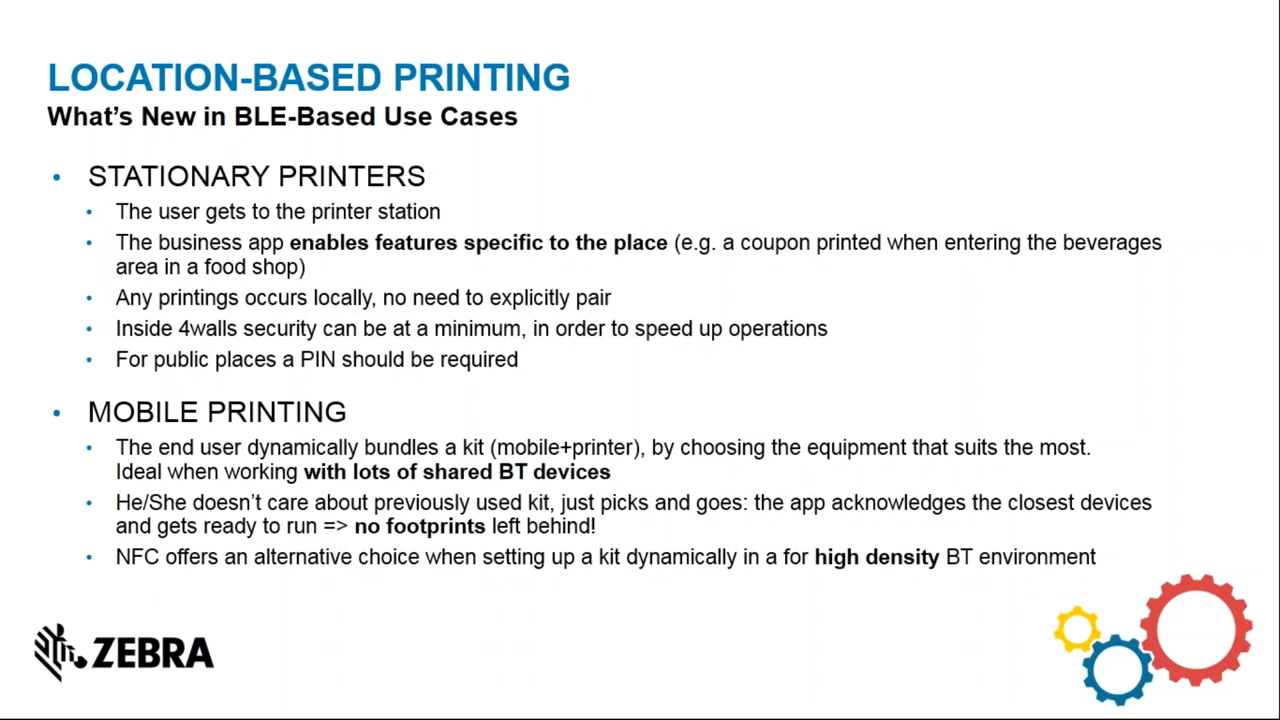 LOCATION-BASED PRINTING
What's New in BLE-Based Use Cases
• STATIONARY PRINTERS
• The user gets to the printer station
• The business app enables features specific to the place (e.g. a coupon printed when entering the beverages
area in a food shop)
• Any printings occurs locally, no need to explicitly pair
• Inside 4walls security can be at a minimum, in order to speed up operations
• For public places a PIN should be required
• MOBILE PRINTING
• The end user dynamically bundles a kit (mobile+printer), by choosing the equipment that suits the most.
Ideal when working with lots of shared BT devices
• He/She doesn't care about previously used kit, just picks and goes: the app acknowledges the closest devices
and gets ready to run => no footprints left behind!
• NFC offers an alternative choice when setting up a kit dynamically in a for high density BT environment
ZEBRA